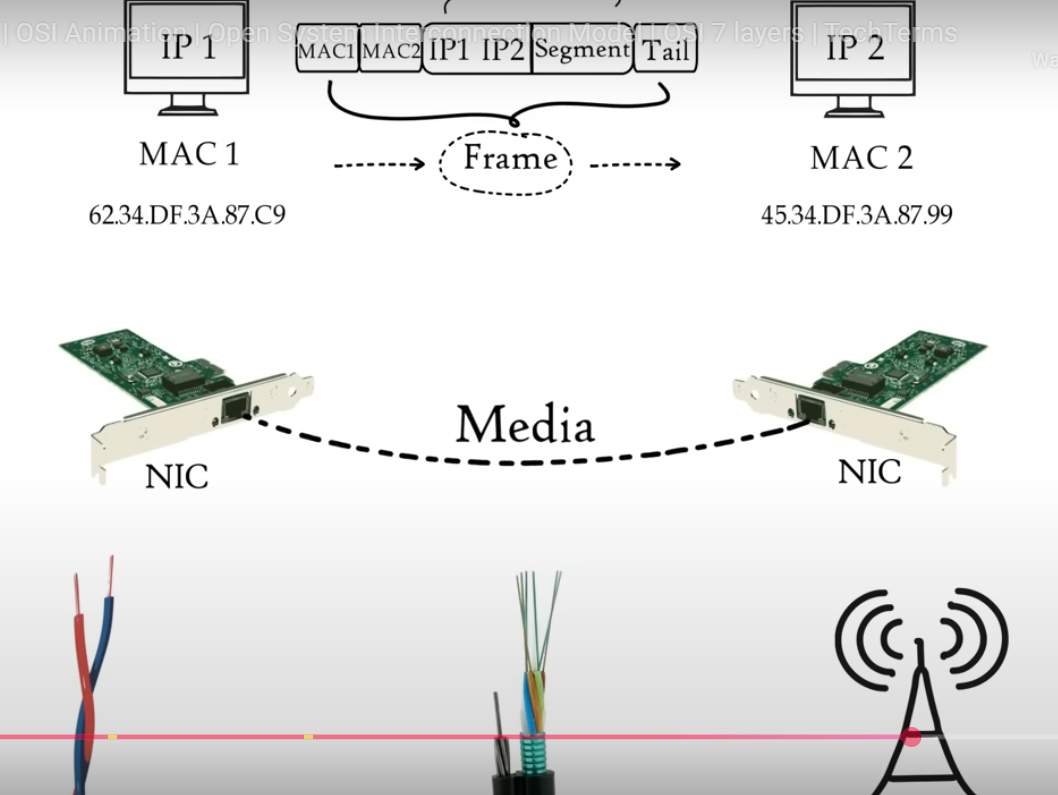 | OSI Animation | Open System Interconnection Model | OSI 7 layers | TechTerms
IP 1
MAC1 MAC2 IP1 IP2 Segment Tail
IP 2
MAC 1
Frame
MAC 2
62.34.DF.3A.87.C9
45.34.DF.3A.87.99
Media
NIC
NIC